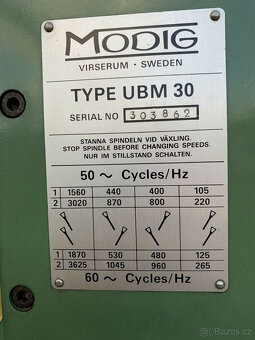 MODIG
VIRSERUM · SWEDEN
TYPE UBM 30
SERIAL NO 303862
STANNA SPINDELN VID VÄXLING.
STOP SPINDLE BEFORE CHANGING SPEEDS.
NUR IM STILLSTAND SCHALTEN.
50 ~ Cycles/Hz
1 1560 440 400 105
2 3020 870 800 220
1 1870 530 480 125
2 3625 1045 960 265
60 ~ Cycles/Hz
Bazos.cz